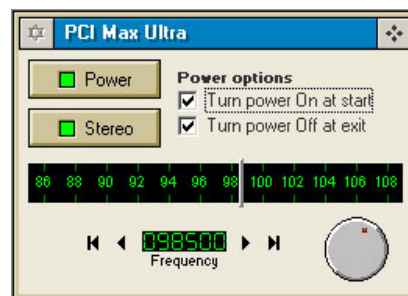 PCI Max Ultra
Power
Stereo
Power options
Turn power On at start
Turn power Off at exit
86 88 90 92 94 96 98 100 102 104 106 108
098500
Frequency